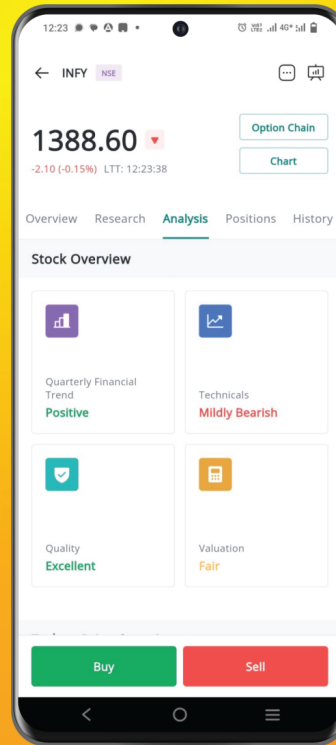 12:23
4G+
INFY NSE
1388.60
-2.10 (-0.15%) LTT: 12:23:38
Option Chain
Chart
Overview Research Analysis Positions History
Stock Overview
Quarterly Financial
Trend
Positive
Technicals
Mildly Bearish
Quality
Excellent
Valuation
Fair
Buy
Sell